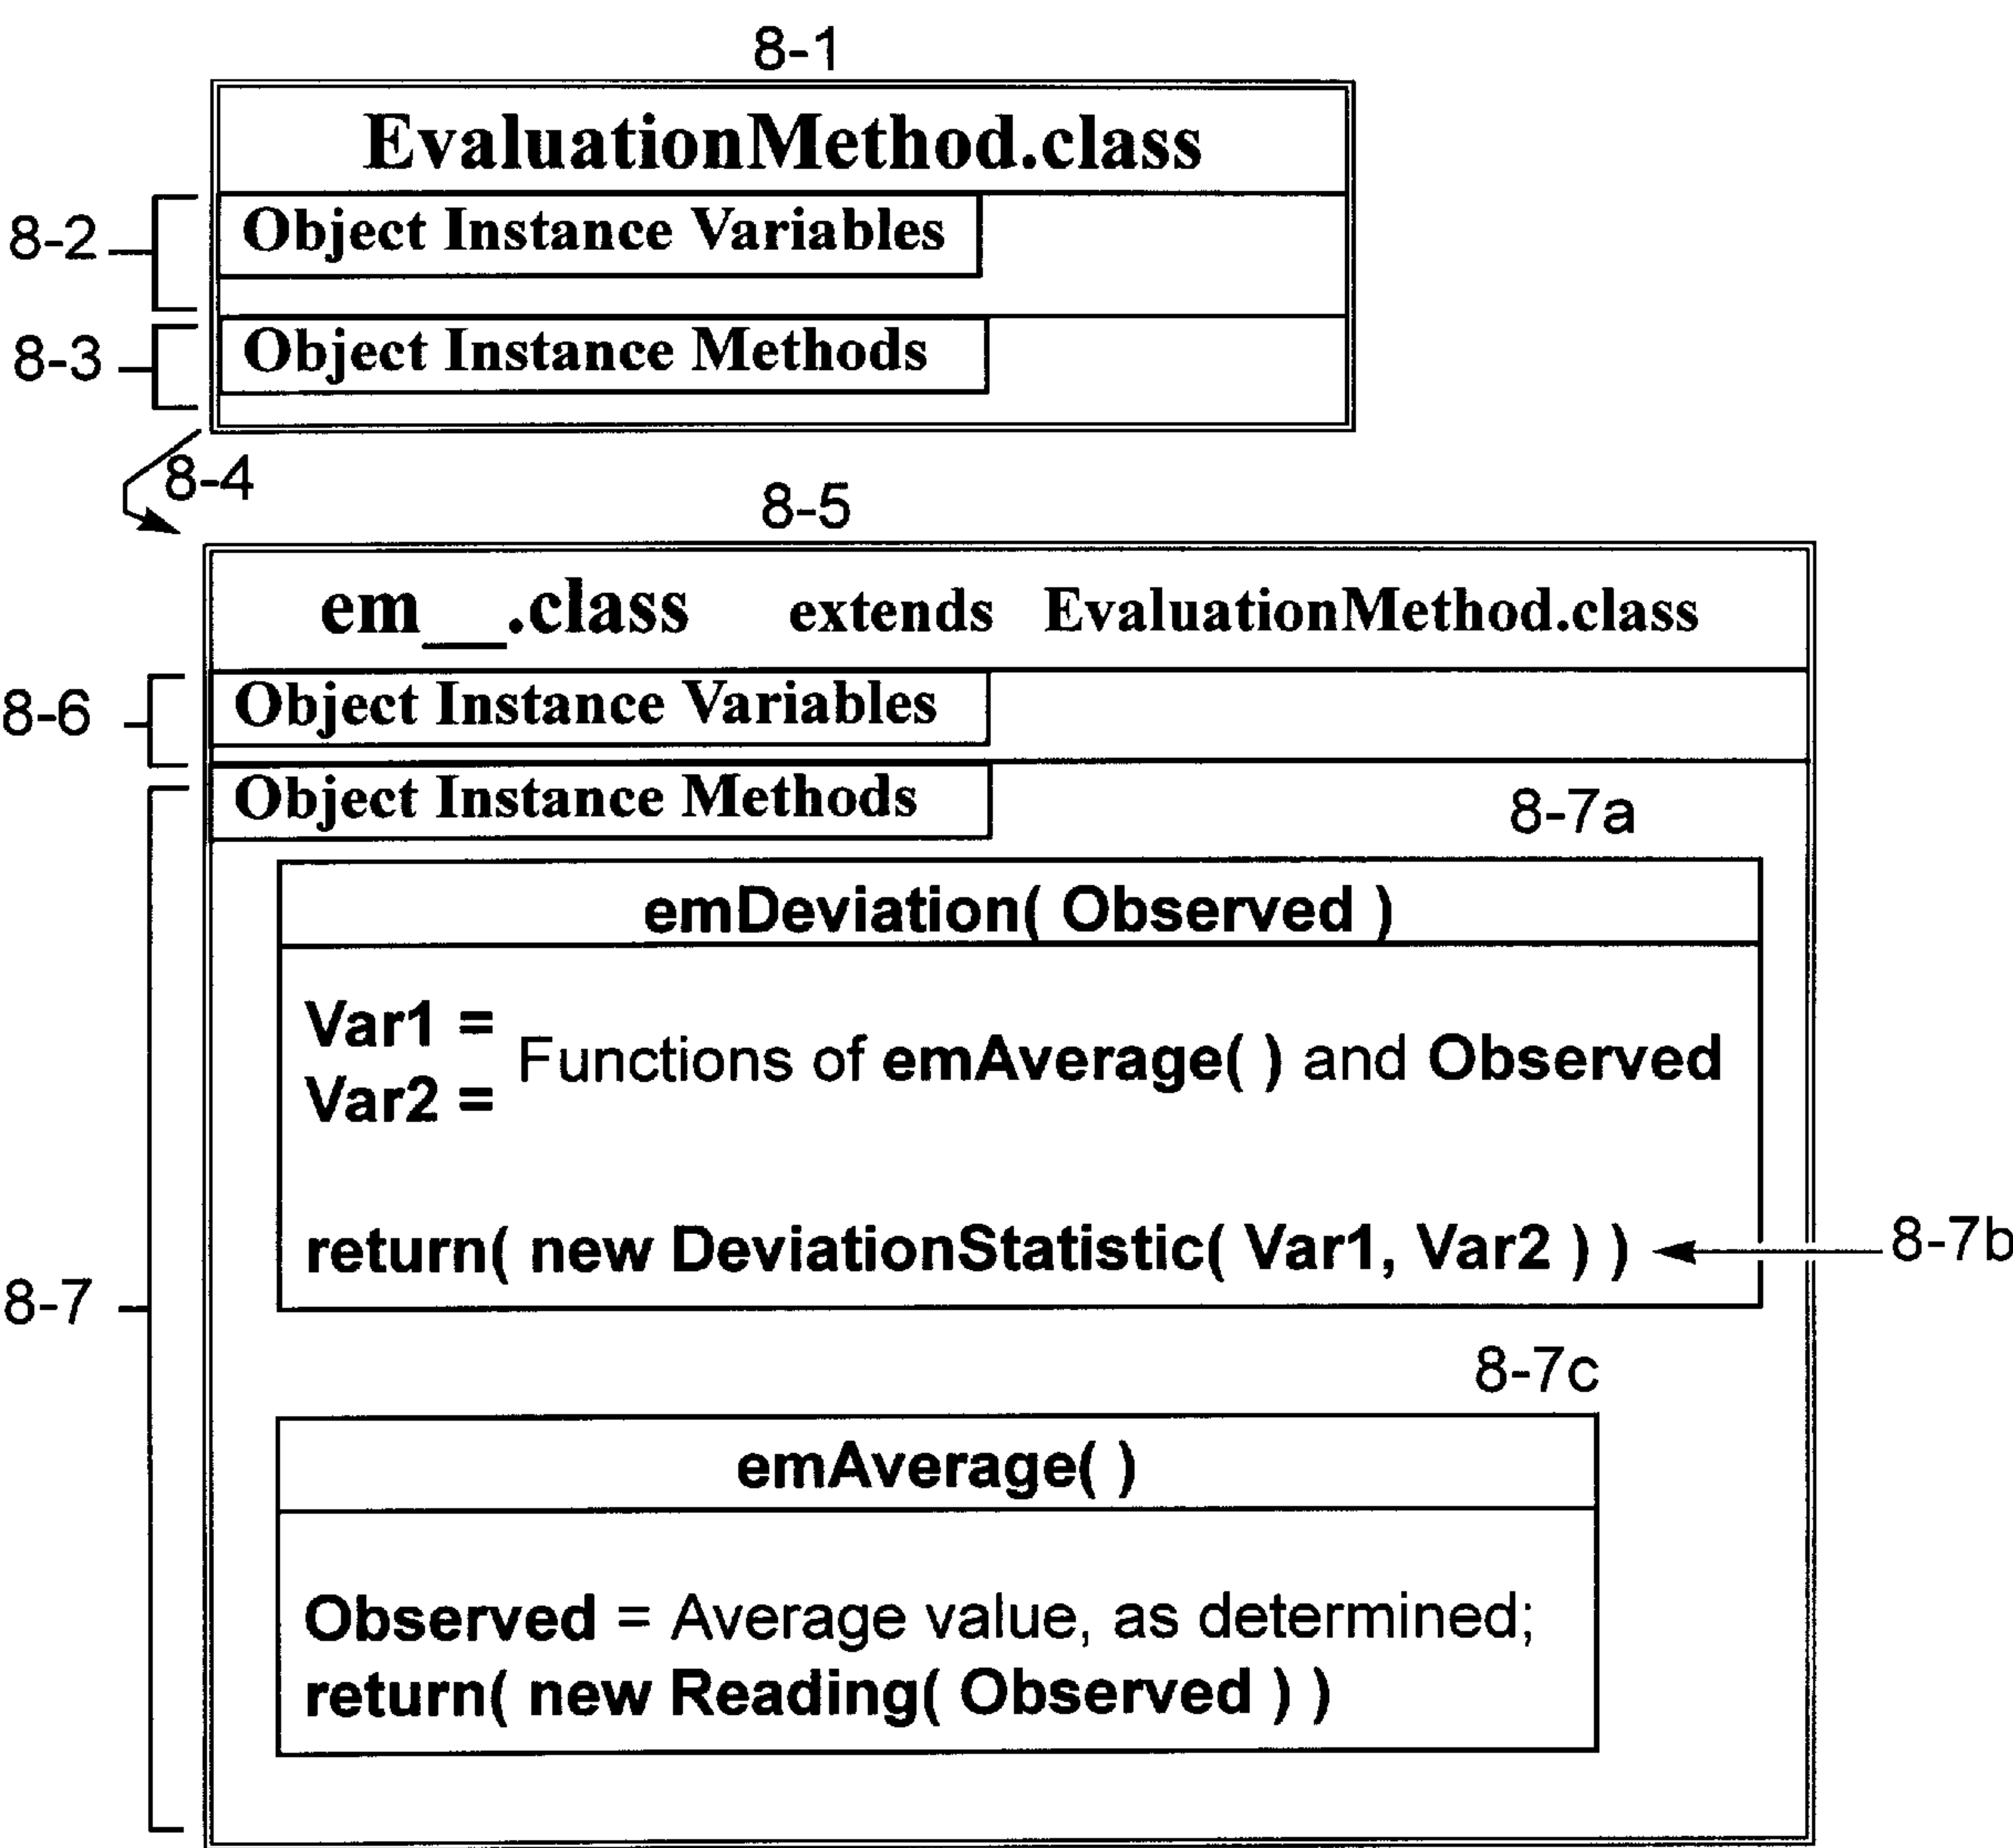 8-1
EvaluationMethod.class
8-2
Object Instance Variables
8-3
Object Instance Methods
8-4
8-5
em__.class extends EvaluationMethod.class
8-6
Object Instance Variables
Object Instance Methods
8-7a
emDeviation( Observed )
Var1 =
Functions of emAverage( ) and Observed
Var2 =
return( new DeviationStatistic( Var1, Var2 ) )
8-7b
8-7
8-7c
emAverage( )
Observed = Average value, as determined;
return( new Reading( Observed ) )